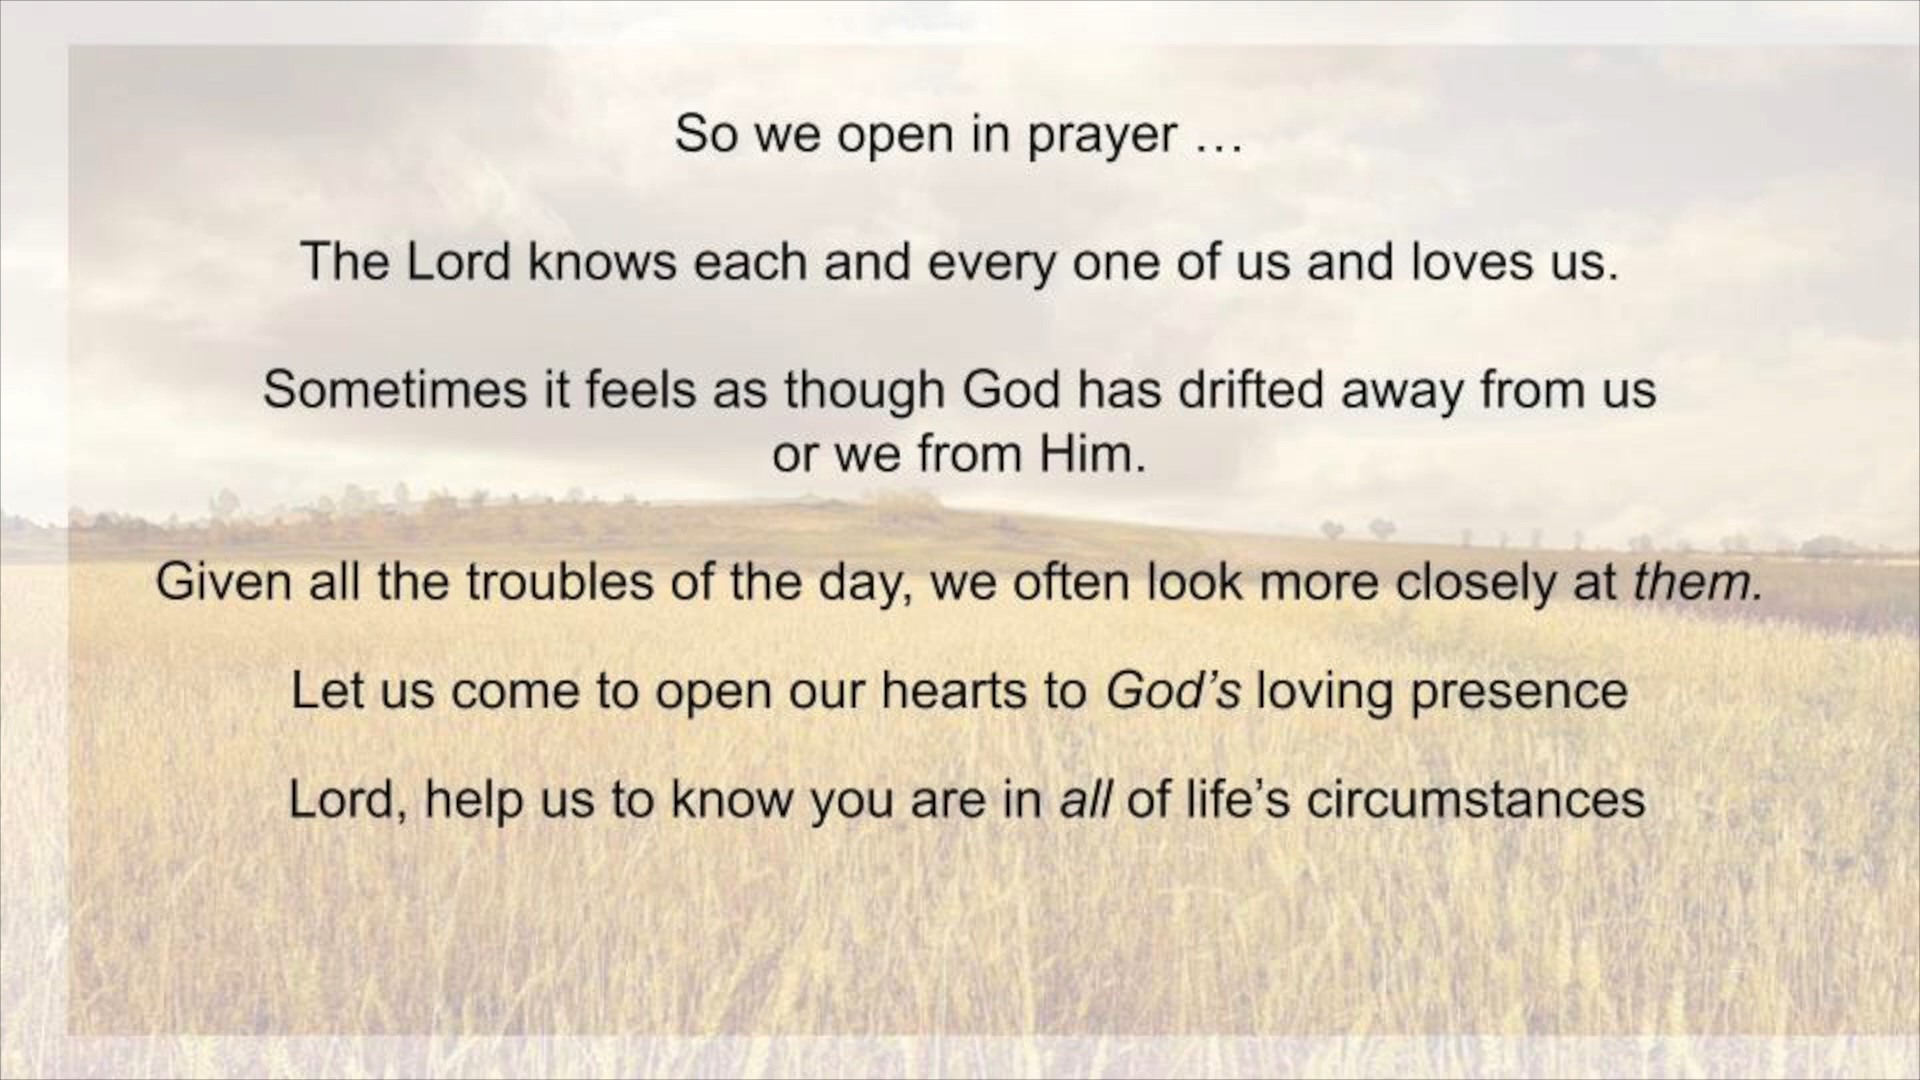 So we open in prayer …
The Lord knows each and every one of us and loves us.
Sometimes it feels as though God has drifted away from us
or we from Him.
Given all the troubles of the day, we often look more closely at them.
Let us come to open our hearts to God’s loving presence
Lord, help us to know you are in all of life’s circumstances